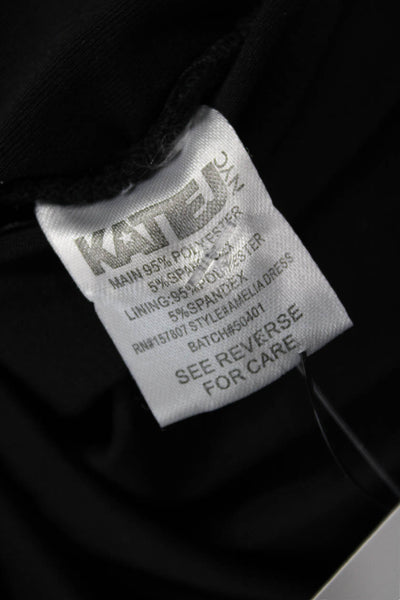 KATIEJ NYC
MAIN 95% POLYESTER
5%SPANDEX
LINING:95% POLYESTER
5%SPANDEX
RN#157807 STYLE#AMELIA DRESS
BATCH#50401
SEE REVERSE
FOR CARE